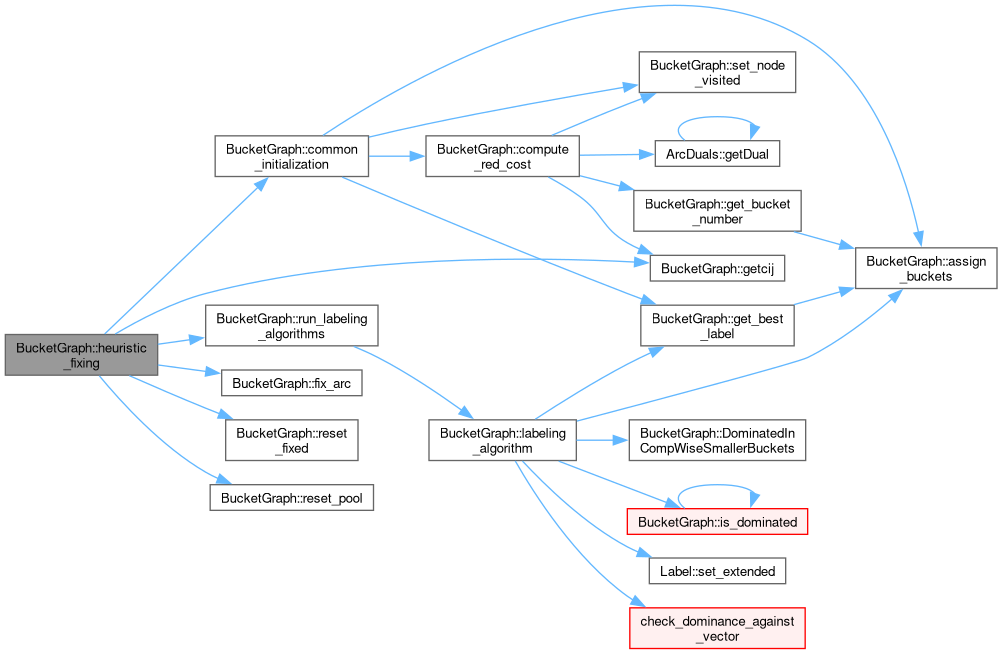 BucketGraph::heuristic
_fixing
BucketGraph::common
_initialization
BucketGraph::run_labeling
_algorithms
BucketGraph::fix_arc
BucketGraph::reset
_fixed
BucketGraph::reset_pool
BucketGraph::compute
_red_cost
BucketGraph::labeling
_algorithm
BucketGraph::set_node
_visited
ArcDuals::getDual
BucketGraph::get_bucket
_number
BucketGraph::getcij
BucketGraph::get_best
_label
BucketGraph::DominatedIn
CompWiseSmallerBuckets
BucketGraph::is_dominated
Label::set_extended
check_dominance_against
_vector
BucketGraph::assign
_buckets